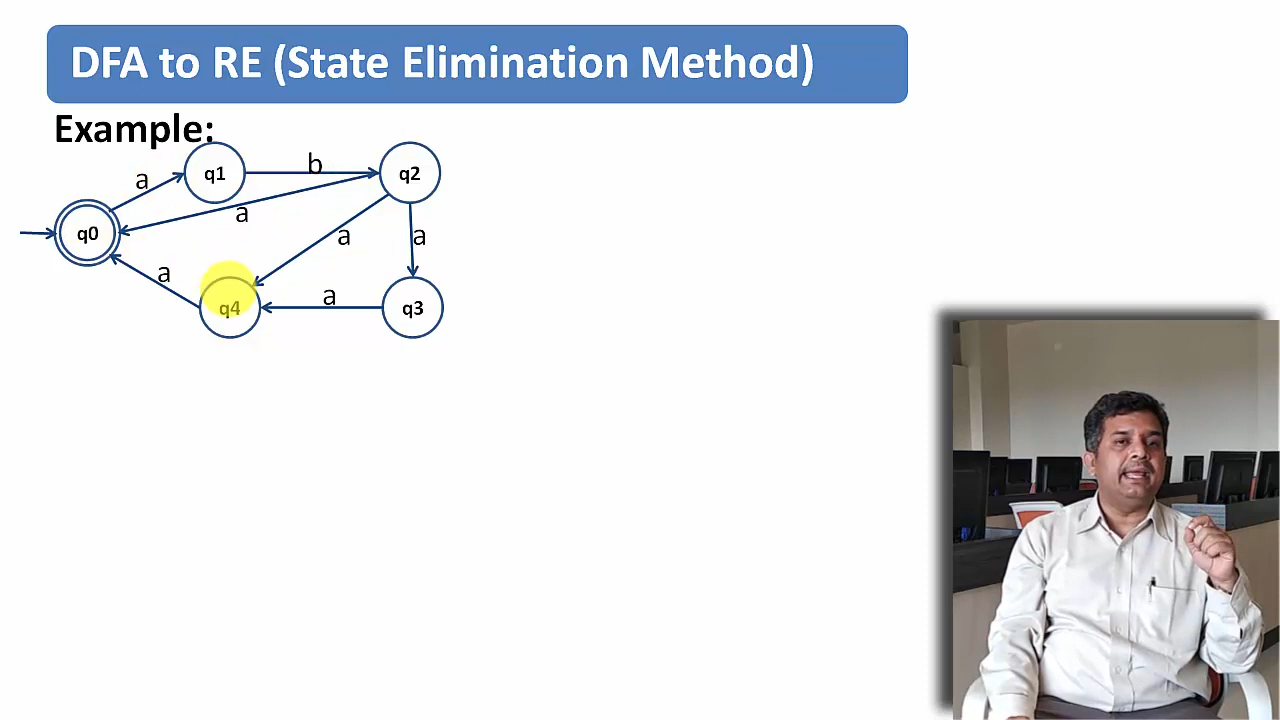 DFA to RE (State Elimination Method)
Example:
q1
b
q2
a
a
q0
a
a
a
q4
a
q3